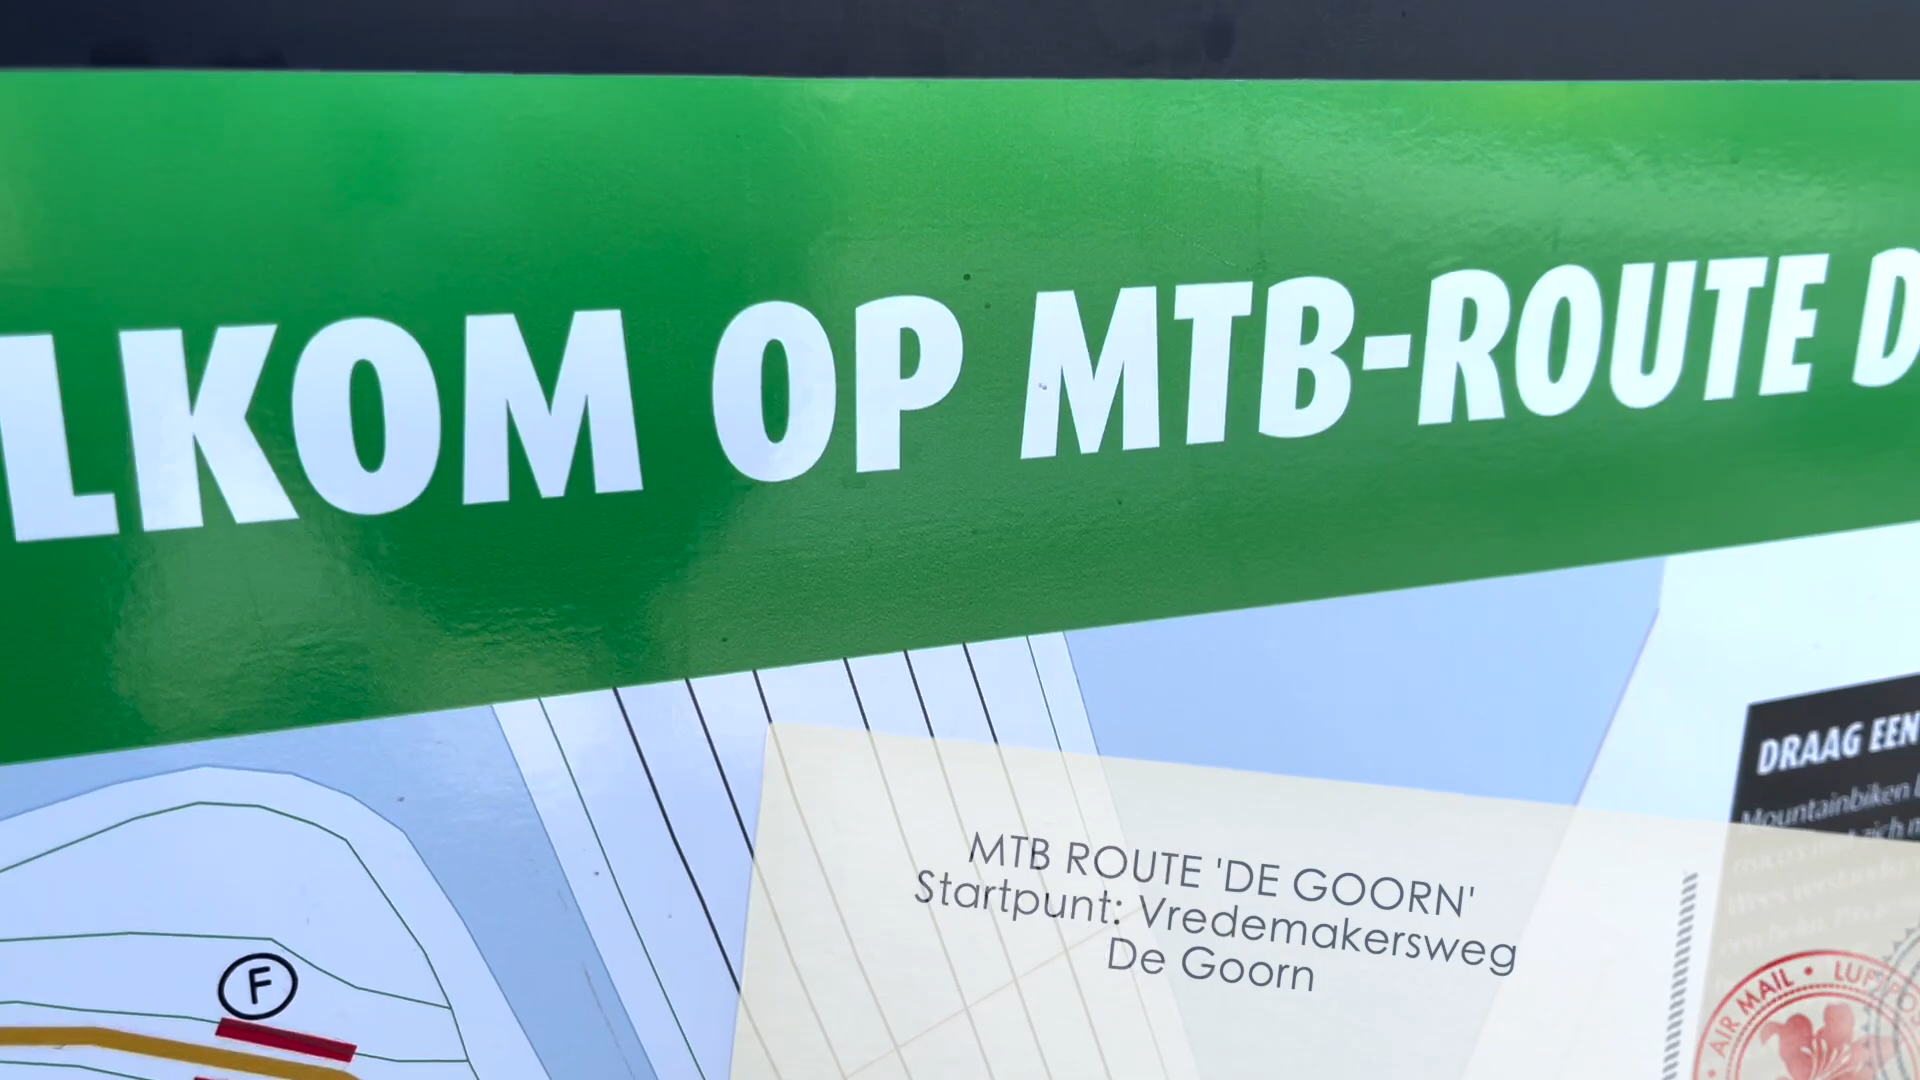 LKOM OP MTB-ROUTE D
DRAAG EEN
Mountainbiken
MTB ROUTE 'DE GOORN'
Startpunt: Vredemakersweg
De Goorn
F
AIR MAIL •